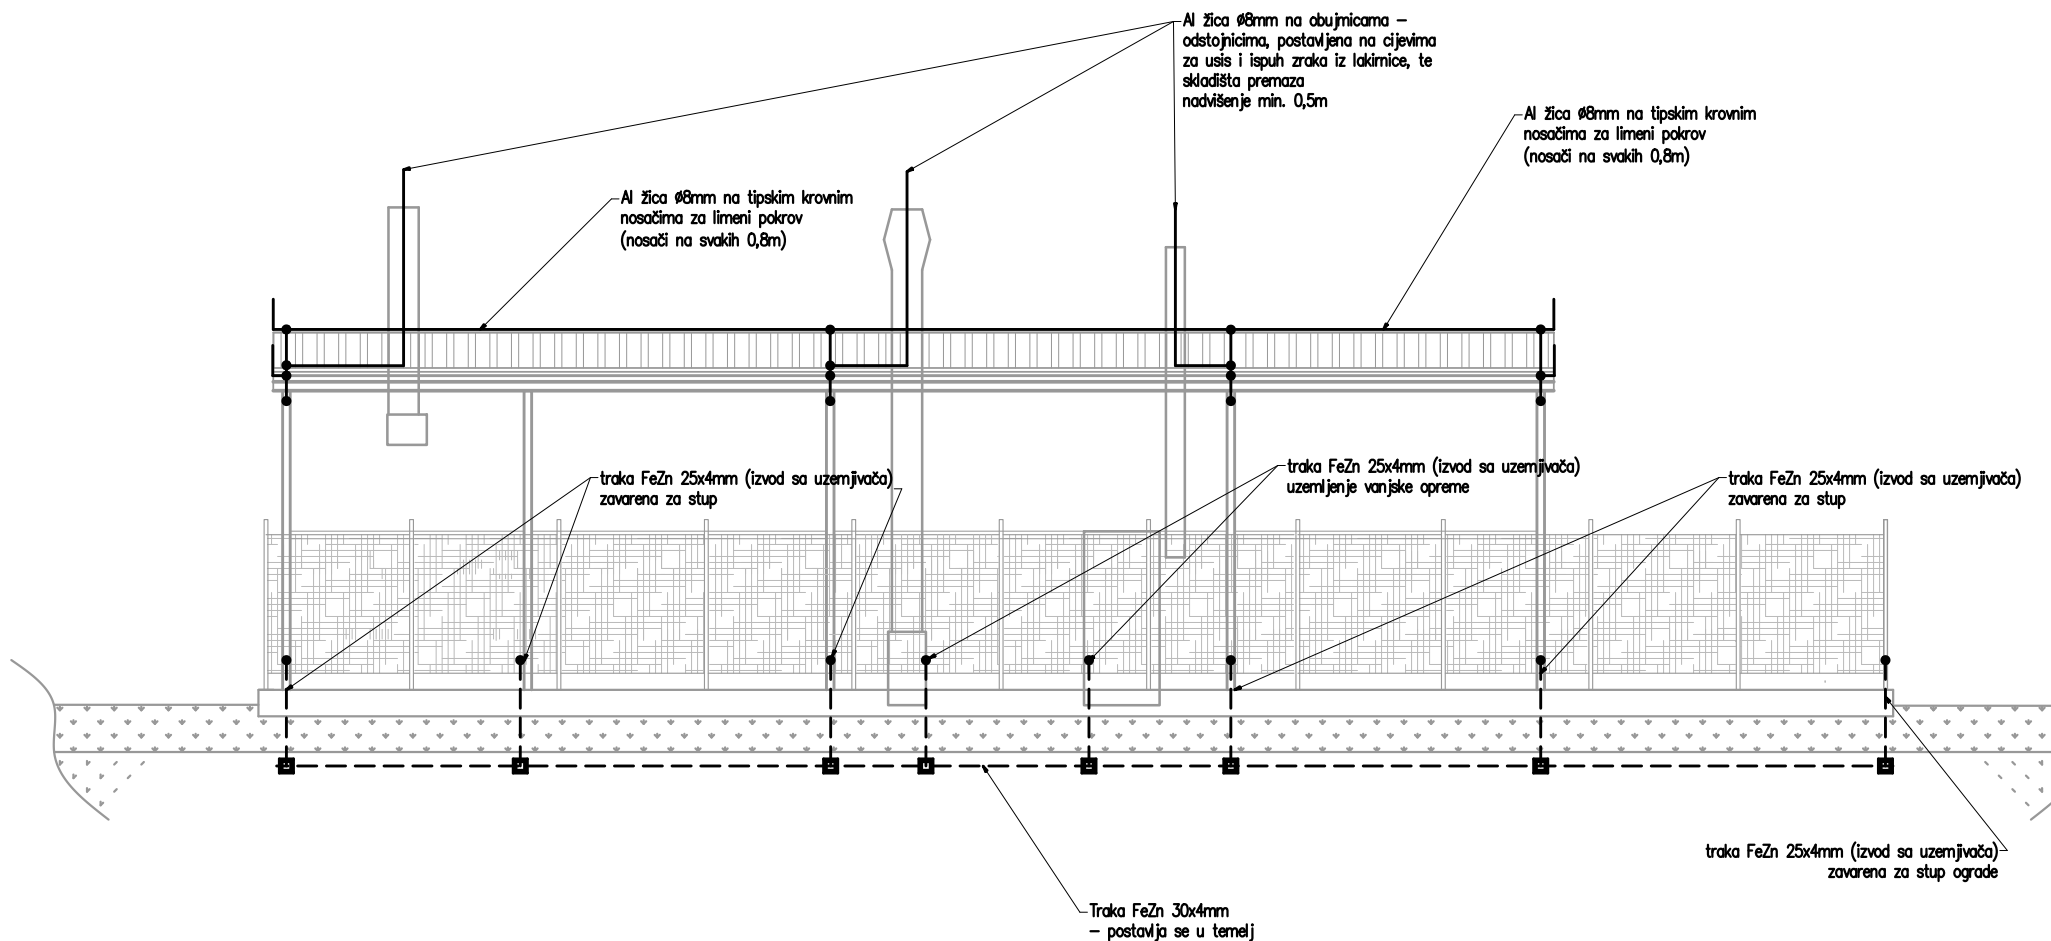 Al žica Ø8mm na obujmicama –
odstojnicima, postavljena na cijevima
za usis i ispuh zraka iz lakirnice, te
skladišta premaza
nadvišenje min. 0,5m
Al žica Ø8mm na tipskim krovnim
nosačima za limeni pokrov
(nosači na svakih 0,8m)
Al žica Ø8mm na tipskim krovnim
nosačima za limeni pokrov
(nosači na svakih 0,8m)
traka FeZn 25x4mm (izvod sa uzemjivača)
zavarena za stup
traka FeZn 25x4mm (izvod sa uzemjivača)
uzemljenje vanjske opreme
traka FeZn 25x4mm (izvod sa uzemjivača)
zavarena za stup
traka FeZn 25x4mm (izvod sa uzemjivača)
zavarena za stup ograde
Traka FeZn 30x4mm
– postavlja se u temelj